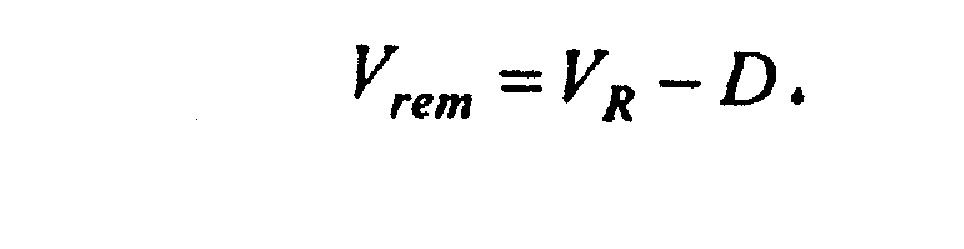 V_rem = V_R − D.